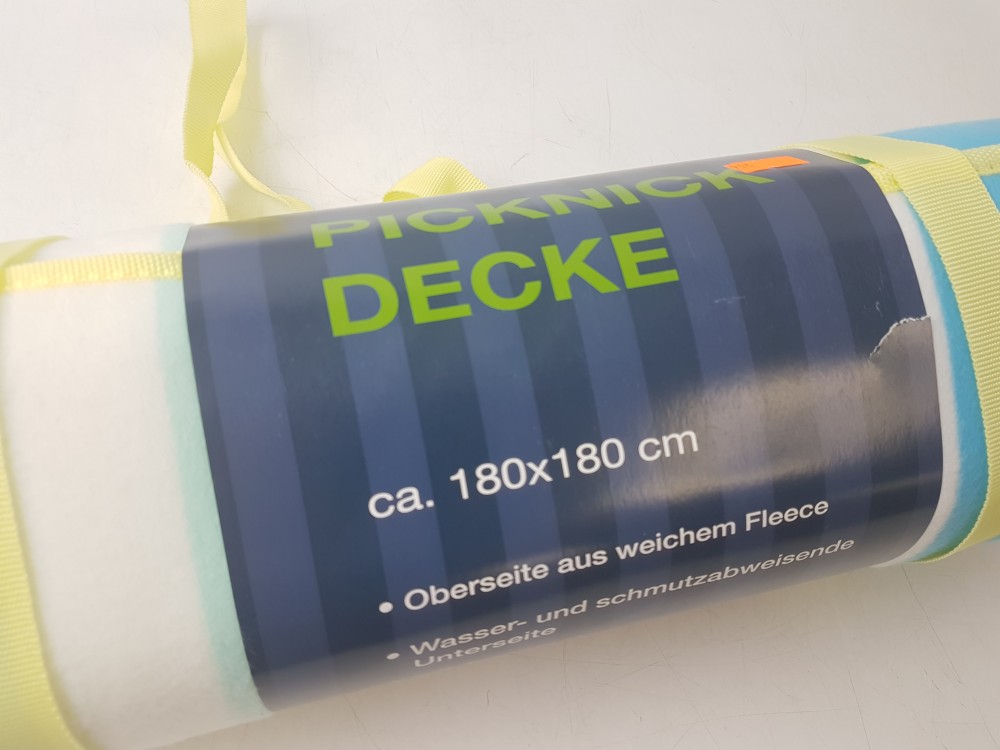 PICKNICK
DECKE
ca. 180x180 cm
• Oberseite aus weichem Fleece
• Wasser- und schmutzabweisende
Unterseite